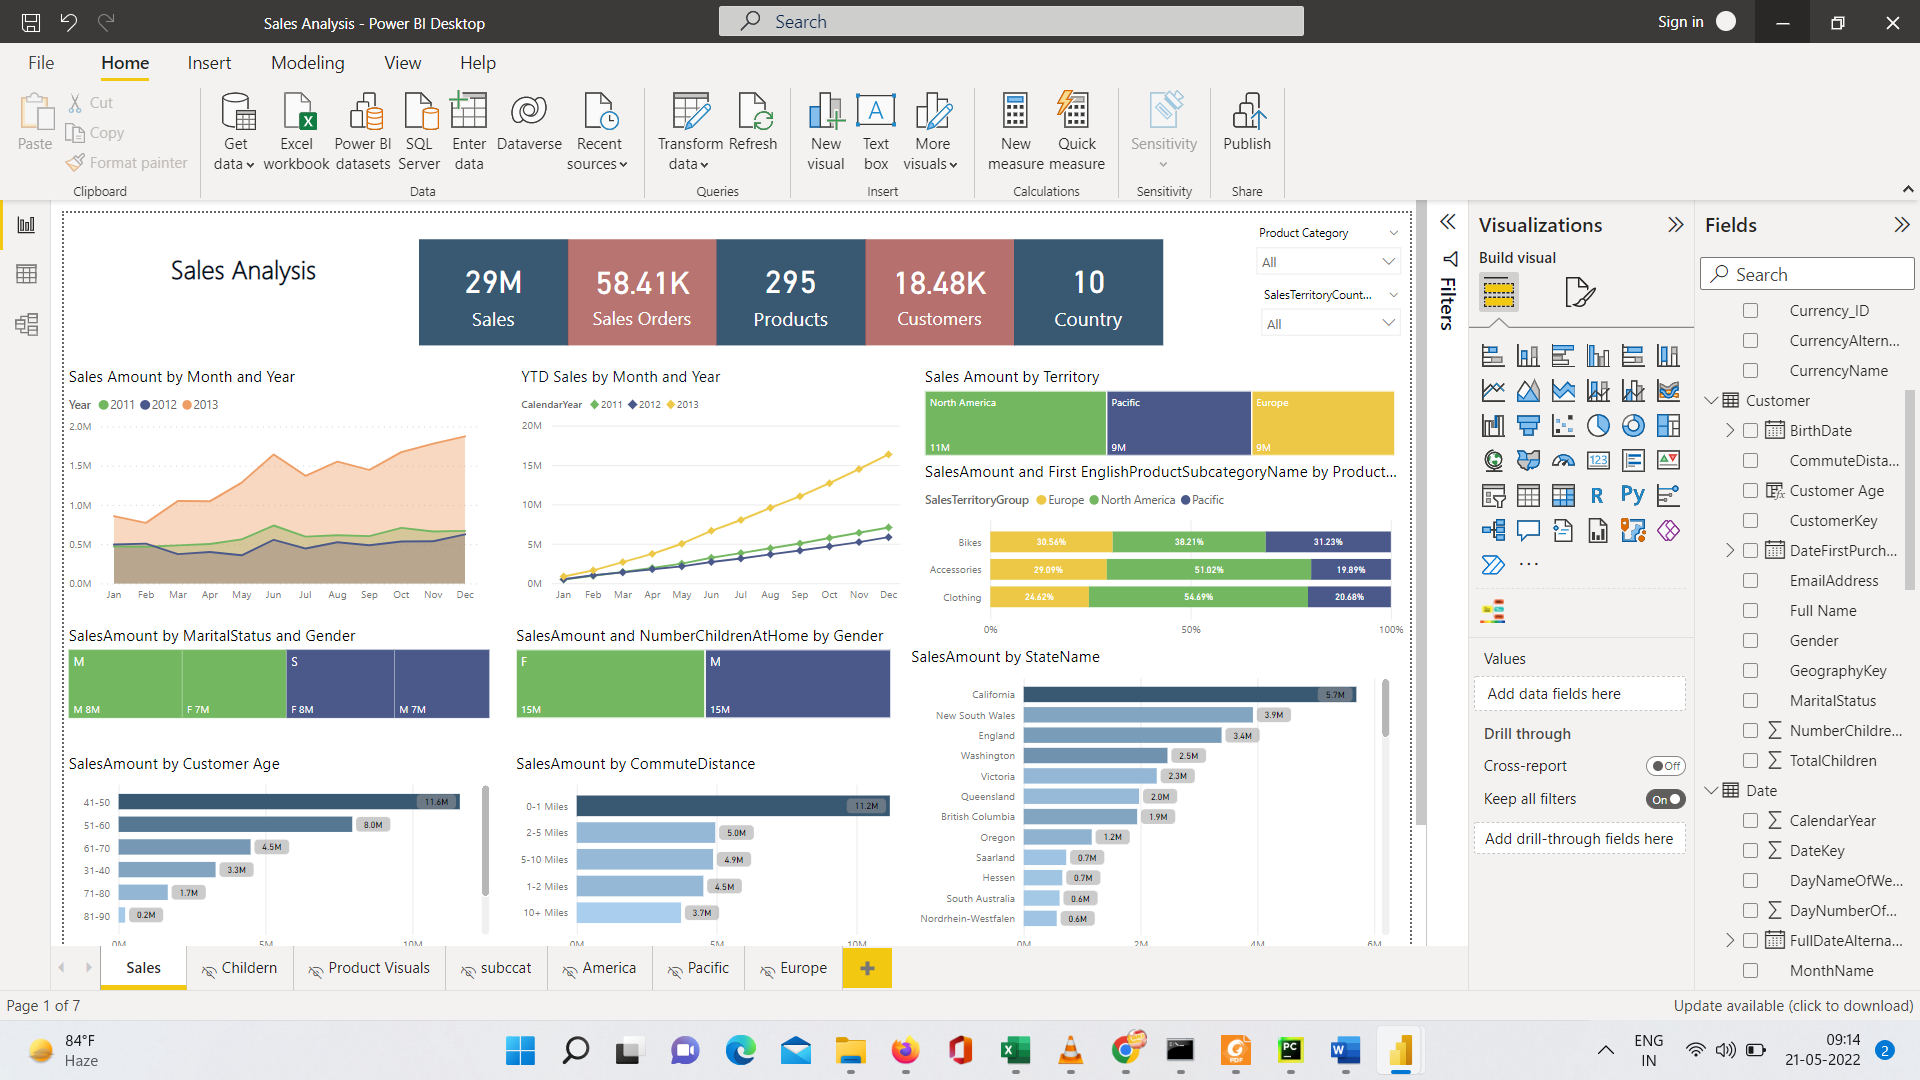 Sales Analysis - Power BI Desktop
Search
Sign in
File Home Insert Modeling View Help
Paste
Cut
Copy
Format painter
Clipboard
Get data
Excel workbook
Power BI datasets
SQL Server
Enter data
Dataverse
Recent sources
Data
Transform data
Refresh
Queries
New visual
Text box
More visuals
Insert
New measure
Quick measure
Calculations
Sensitivity
Sensitivity
Publish
Share
Sales Analysis
29M
Sales
58.41K
Sales Orders
295
Products
18.48K
Customers
10
Country
Product Category
All
SalesTerritoryCount...
All
Sales Amount by Month and Year
Year 2011 2012 2013
2.0M
1.5M
1.0M
0.5M
0.0M
Jan Feb Mar Apr May Jun Jul Aug Sep Oct Nov Dec
YTD Sales by Month and Year
CalendarYear 2011 2012 2013
20M
15M
10M
5M
0M
Jan Feb Mar Apr May Jun Jul Aug Sep Oct Nov Dec
Sales Amount by Territory
North America
11M
Pacific
9M
Europe
9M
SalesAmount and First EnglishProductSubcategoryName by Product...
SalesTerritoryGroup Europe North America Pacific
Bikes 30.56% 38.21% 31.23%
Accessories 29.09% 51.02% 19.89%
Clothing 24.62% 54.69% 20.68%
0% 50% 100%
SalesAmount by MaritalStatus and Gender
M S
M 8M F 7M F 8M M 7M
SalesAmount and NumberChildrenAtHome by Gender
F M
15M 15M
SalesAmount by StateName
California 5.7M
New South Wales 3.9M
England 3.4M
Washington 2.5M
Victoria 2.3M
Queensland 2.0M
British Columbia 1.9M
Oregon 1.2M
Saarland 0.7M
Hessen 0.7M
South Australia 0.6M
Nordrhein-Westfalen 0.6M
0M 2M 4M 6M
SalesAmount by Customer Age
41-50 11.6M
51-60 8.0M
61-70 4.5M
31-40 3.3M
71-80 1.7M
81-90 0.2M
0M 5M 10M
SalesAmount by CommuteDistance
0-1 Miles 11.2M
2-5 Miles 5.0M
5-10 Miles 4.9M
1-2 Miles 4.5M
10+ Miles 3.7M
0M 5M 10M
Filters
Visualizations
Build visual
123
R
Py
Values
Add data fields here
Drill through
Cross-report Off
Keep all filters On
Add drill-through fields here
Fields
Search
Currency_ID
CurrencyAltern...
CurrencyName
Customer
BirthDate
CommuteDista...
Customer Age
CustomerKey
DateFirstPurch...
EmailAddress
Full Name
Gender
GeographyKey
MaritalStatus
NumberChildre...
TotalChildren
Date
CalendarYear
DateKey
DayNameOfWe...
DayNumberOf...
FullDateAlterna...
MonthName
Sales Childern Product Visuals subccat America Pacific Europe
Page 1 of 7
Update available (click to download)
84°F
Haze
ENG
IN
09:14
21-05-2022
2